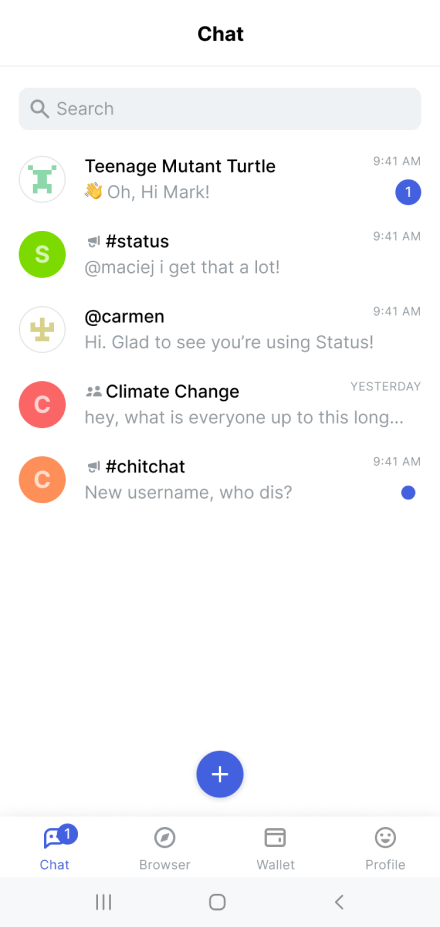 Chat
Search
Teenage Mutant Turtle
9:41 AM
👋 Oh, Hi Mark!
1
S
#status
9:41 AM
@maciej i get that a lot!
@carmen
9:41 AM
Hi. Glad to see you’re using Status!
C
Climate Change
YESTERDAY
hey, what is everyone up to this long...
C
#chitchat
9:41 AM
New username, who dis?
+
1
Chat
Browser
Wallet
Profile